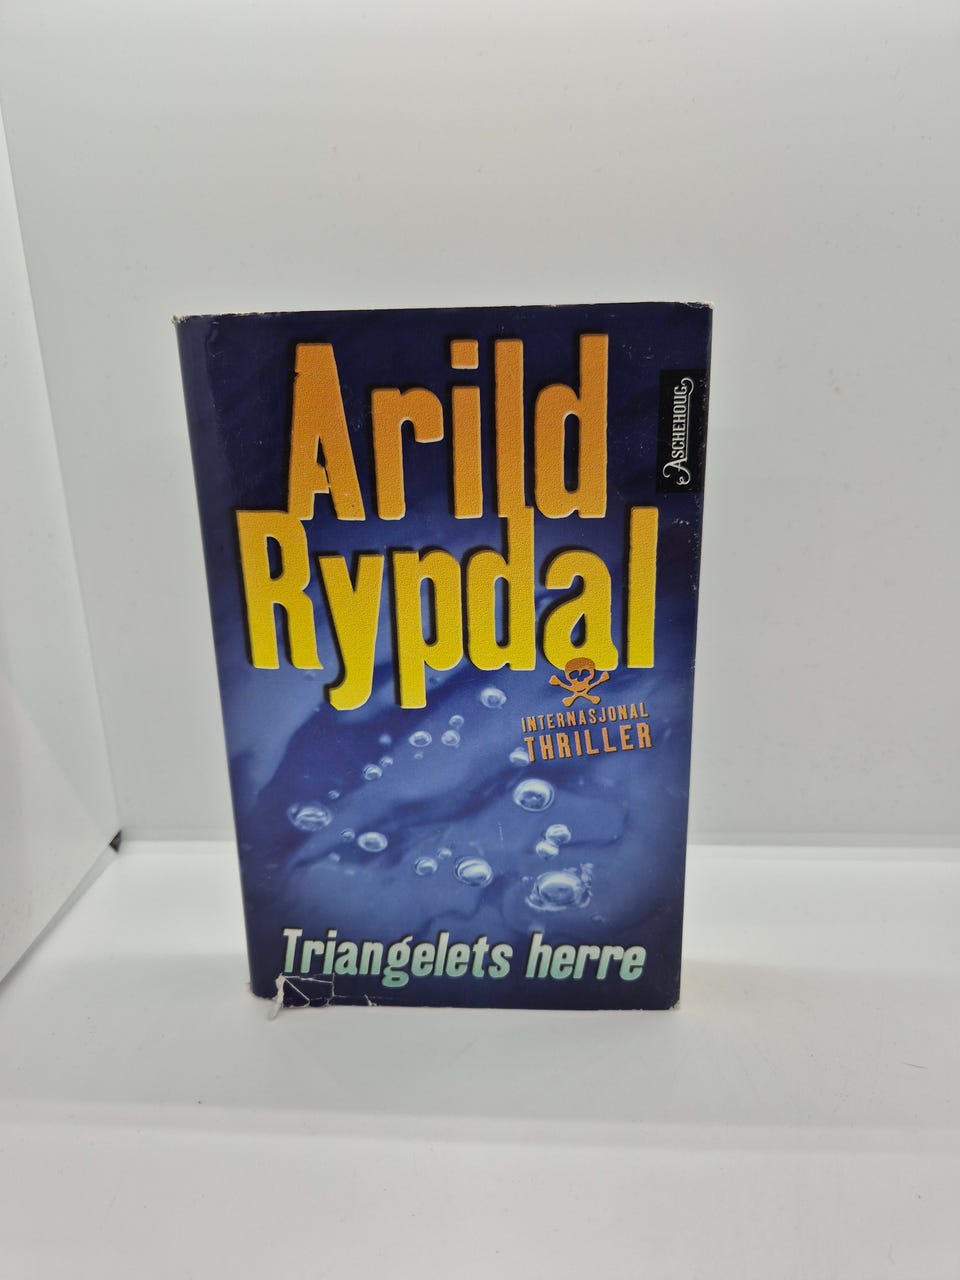 Arild
Rypdal
ASCHEHOUG
INTERNASJONAL
THRILLER
Triangelets herre